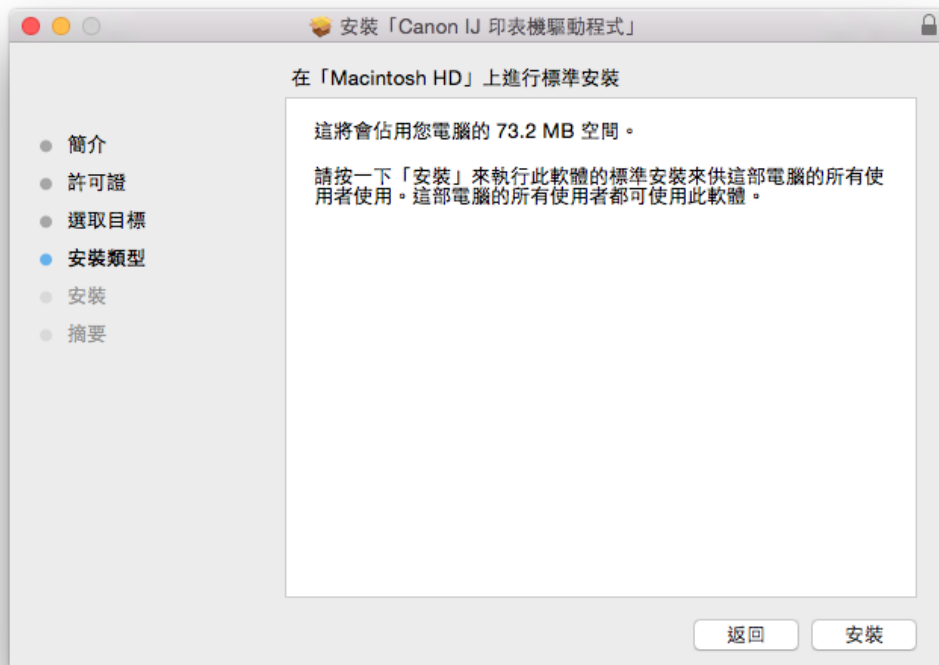 安裝「Canon IJ 印表機驅動程式」
在「Macintosh HD」上進行標準安裝
簡介
許可證
選取目標
安裝類型
安裝
摘要
這將會佔用您電腦的 73.2 MB 空間。
請按一下「安裝」來執行此軟體的標準安裝來供這部電腦的所有使
用者使用。這部電腦的所有使用者都可使用此軟體。
返回
安裝